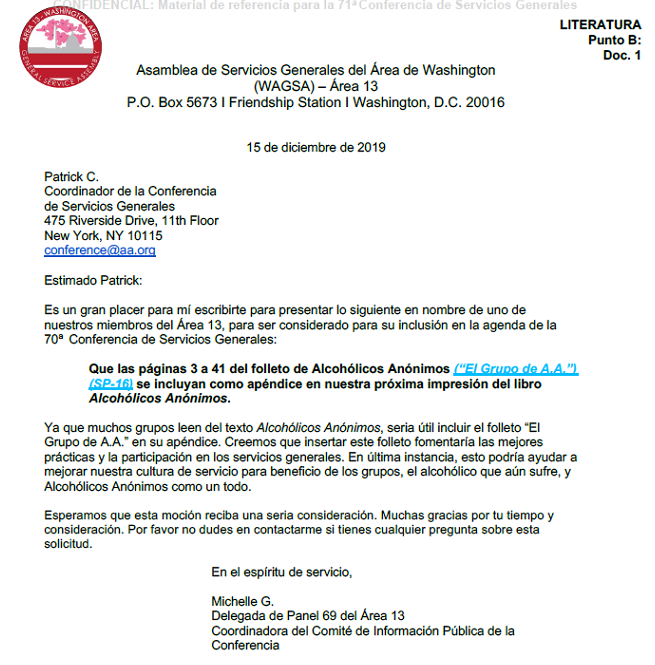 CONFIDENCIAL: Material de referencia para la 71ª Conferencia de Servicios Generales
LITERATURA
Punto B:
Doc. 1
AREA 13 - WASHINGTON AREA
GENERAL SERVICE ASSEMBLY
Asamblea de Servicios Generales del Área de Washington
(WAGSA) – Área 13
P.O. Box 5673 I Friendship Station I Washington, D.C. 20016
15 de diciembre de 2019
Patrick C.
Coordinador de la Conferencia
de Servicios Generales
475 Riverside Drive, 11th Floor
New York, NY 10115
conference@aa.org
Estimado Patrick:
Es un gran placer para mí escribirte para presentar lo siguiente en nombre de uno de
nuestros miembros del Área 13, para ser considerado para su inclusión en la agenda de la
70ª Conferencia de Servicios Generales:
Que las páginas 3 a 41 del folleto de Alcohólicos Anónimos (“El Grupo de A.A.”)
(SP-16) se incluyan como apéndice en nuestra próxima impresión del libro
Alcohólicos Anónimos.
Ya que muchos grupos leen del texto Alcohólicos Anónimos, seria útil incluir el folleto “El
Grupo de A.A.” en su apéndice. Creemos que insertar este folleto fomentaría las mejores
prácticas y la participación en los servicios generales. En última instancia, esto podría ayudar a
mejorar nuestra cultura de servicio para beneficio de los grupos, el alcohólico que aún sufre, y
Alcohólicos Anónimos como un todo.
Esperamos que esta moción reciba una seria consideración. Muchas gracias por tu tiempo y
consideración. Por favor no dudes en contactarme si tienes cualquier pregunta sobre esta
solicitud.
En el espíritu de servicio,
Michelle G.
Delegada de Panel 69 del Área 13
Coordinadora del Comité de Información Pública de la
Conferencia